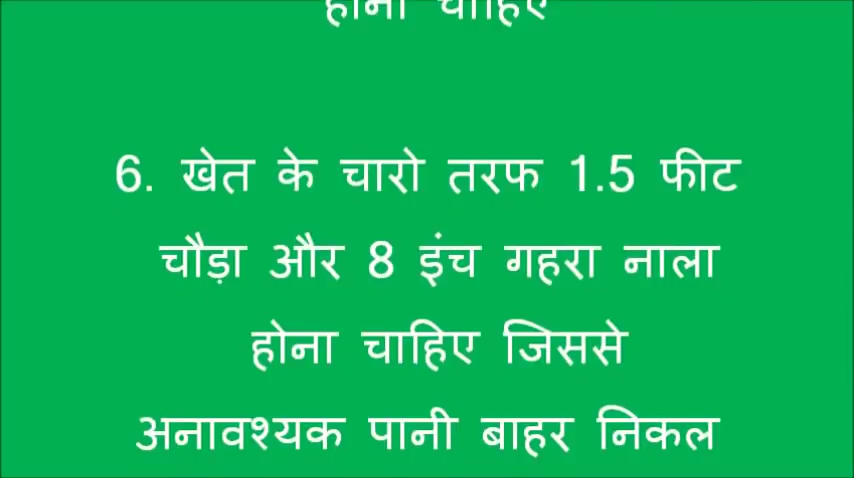 होना चाहिए
6. खेत के चारो तरफ 1.5 फीट
चौड़ा और 8 इंच गहरा नाला
होना चाहिए जिससे
अनावश्यक पानी बाहर निकल